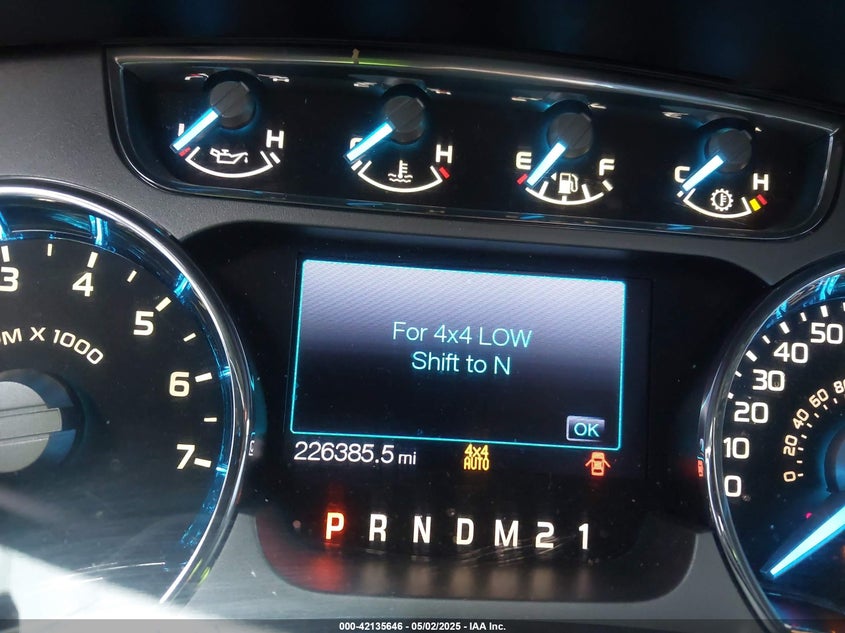 L H
C H
E F
C H
3 4 5 6 7
M X 1000
For 4x4 LOW
Shift to N
OK
226385.5 mi
4x4
AUTO
P R N D M 2 1
50
40
30
20
10
0
80
60
40
20
0
000-42135646 - 05/02/2025 - IAA Inc.